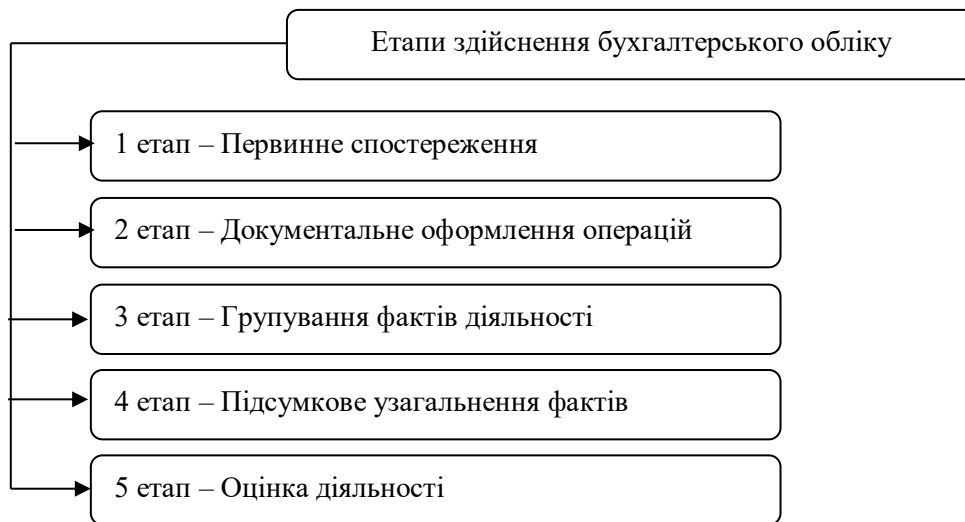 Етапи здійснення бухгалтерського обліку
1 етап – Первинне спостереження
2 етап – Документальне оформлення операцій
3 етап – Групування фактів діяльності
4 етап – Підсумкове узагальнення фактів
5 етап – Оцінка діяльності